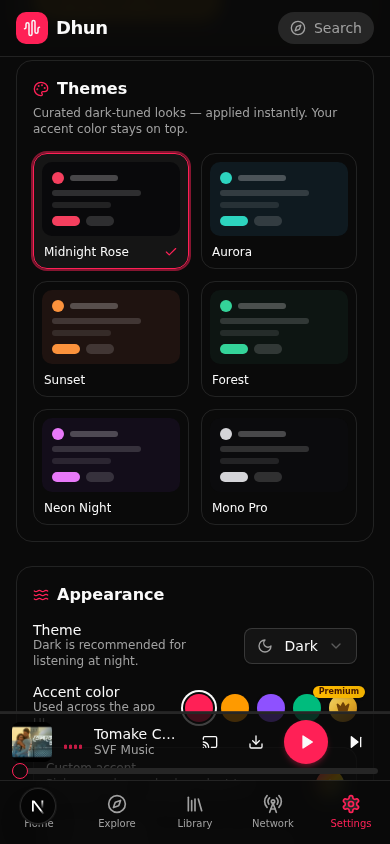 Dhun
Search
Themes
Curated dark-tuned looks — applied instantly. Your
accent color stays on top.
Midnight Rose
Aurora
Sunset
Forest
Neon Night
Mono Pro
Appearance
Theme
Dark is recommended for
listening at night.
Dark
Accent color
Used across the app
Premium
Tomake C...
SVF Music
Custom accent
N
Home
Explore
Library
Network
Settings